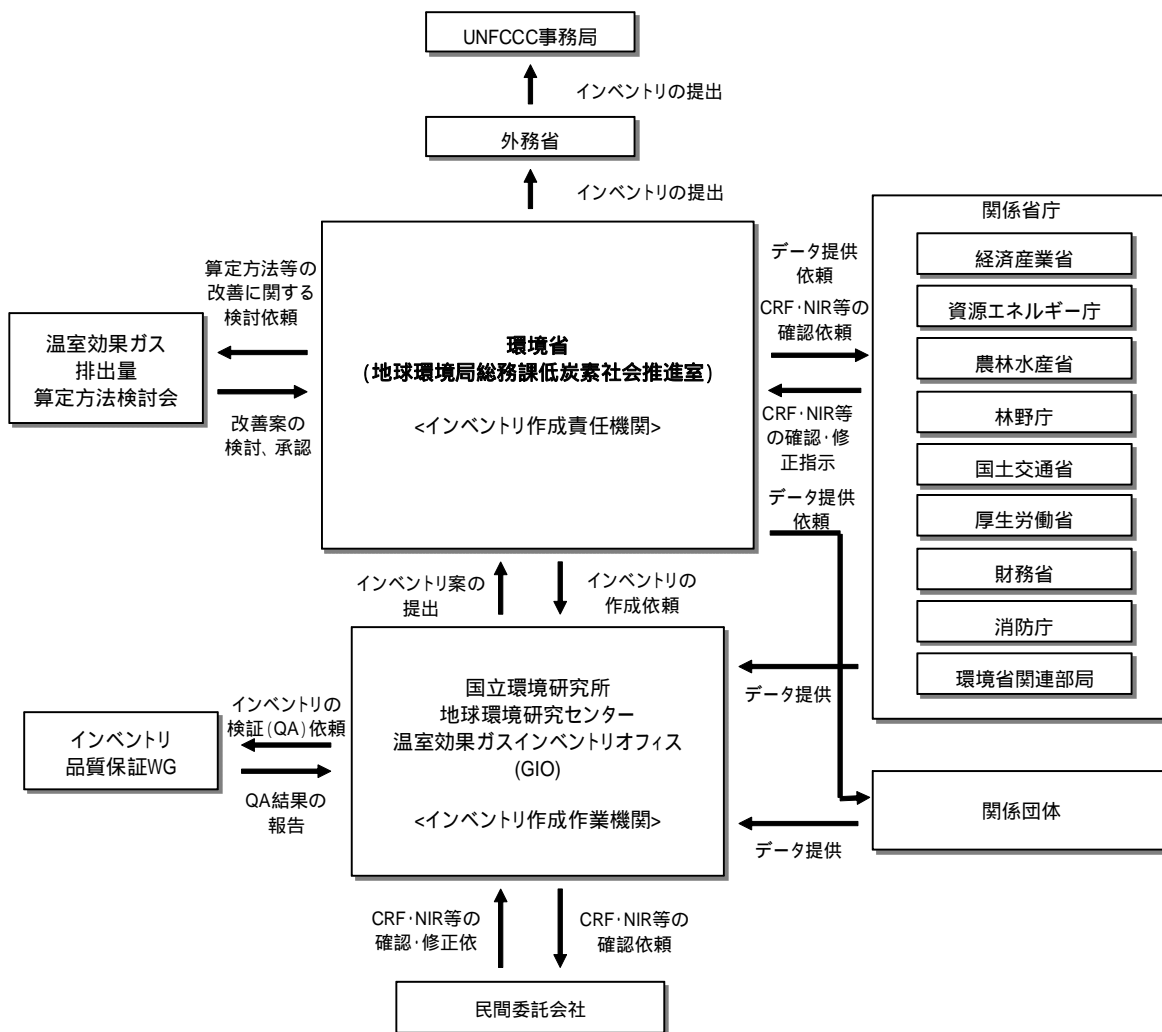 UNFCCC事務局
インベントリの提出
外務省
インベントリの提出
算定方法等の
改善に関する
検討依頼
温室効果ガス
排出量
算定方法検討会
改善案の
検討、承認
環境省
(地球環境局総務課低炭素社会推進室)
<インベントリ作成責任機関>
データ提供
依頼
CRF・NIR等の
確認依頼
CRF・NIR等
の確認・修
正指示
データ提供
依頼
関係省庁
経済産業省
資源エネルギー庁
農林水産省
林野庁
国土交通省
厚生労働省
財務省
消防庁
環境省関連部局
インベントリ案の
提出
インベントリの
作成依頼
国立環境研究所
地球環境研究センター
温室効果ガスインベントリオフィス
(GIO)
<インベントリ作成作業機関>
インベントリの
検証(QA)依頼
インベントリ
品質保証WG
QA結果の
報告
データ提供
関係団体
データ提供
CRF・NIR等の
確認・修正依
CRF・NIR等の
確認依頼
民間委託会社